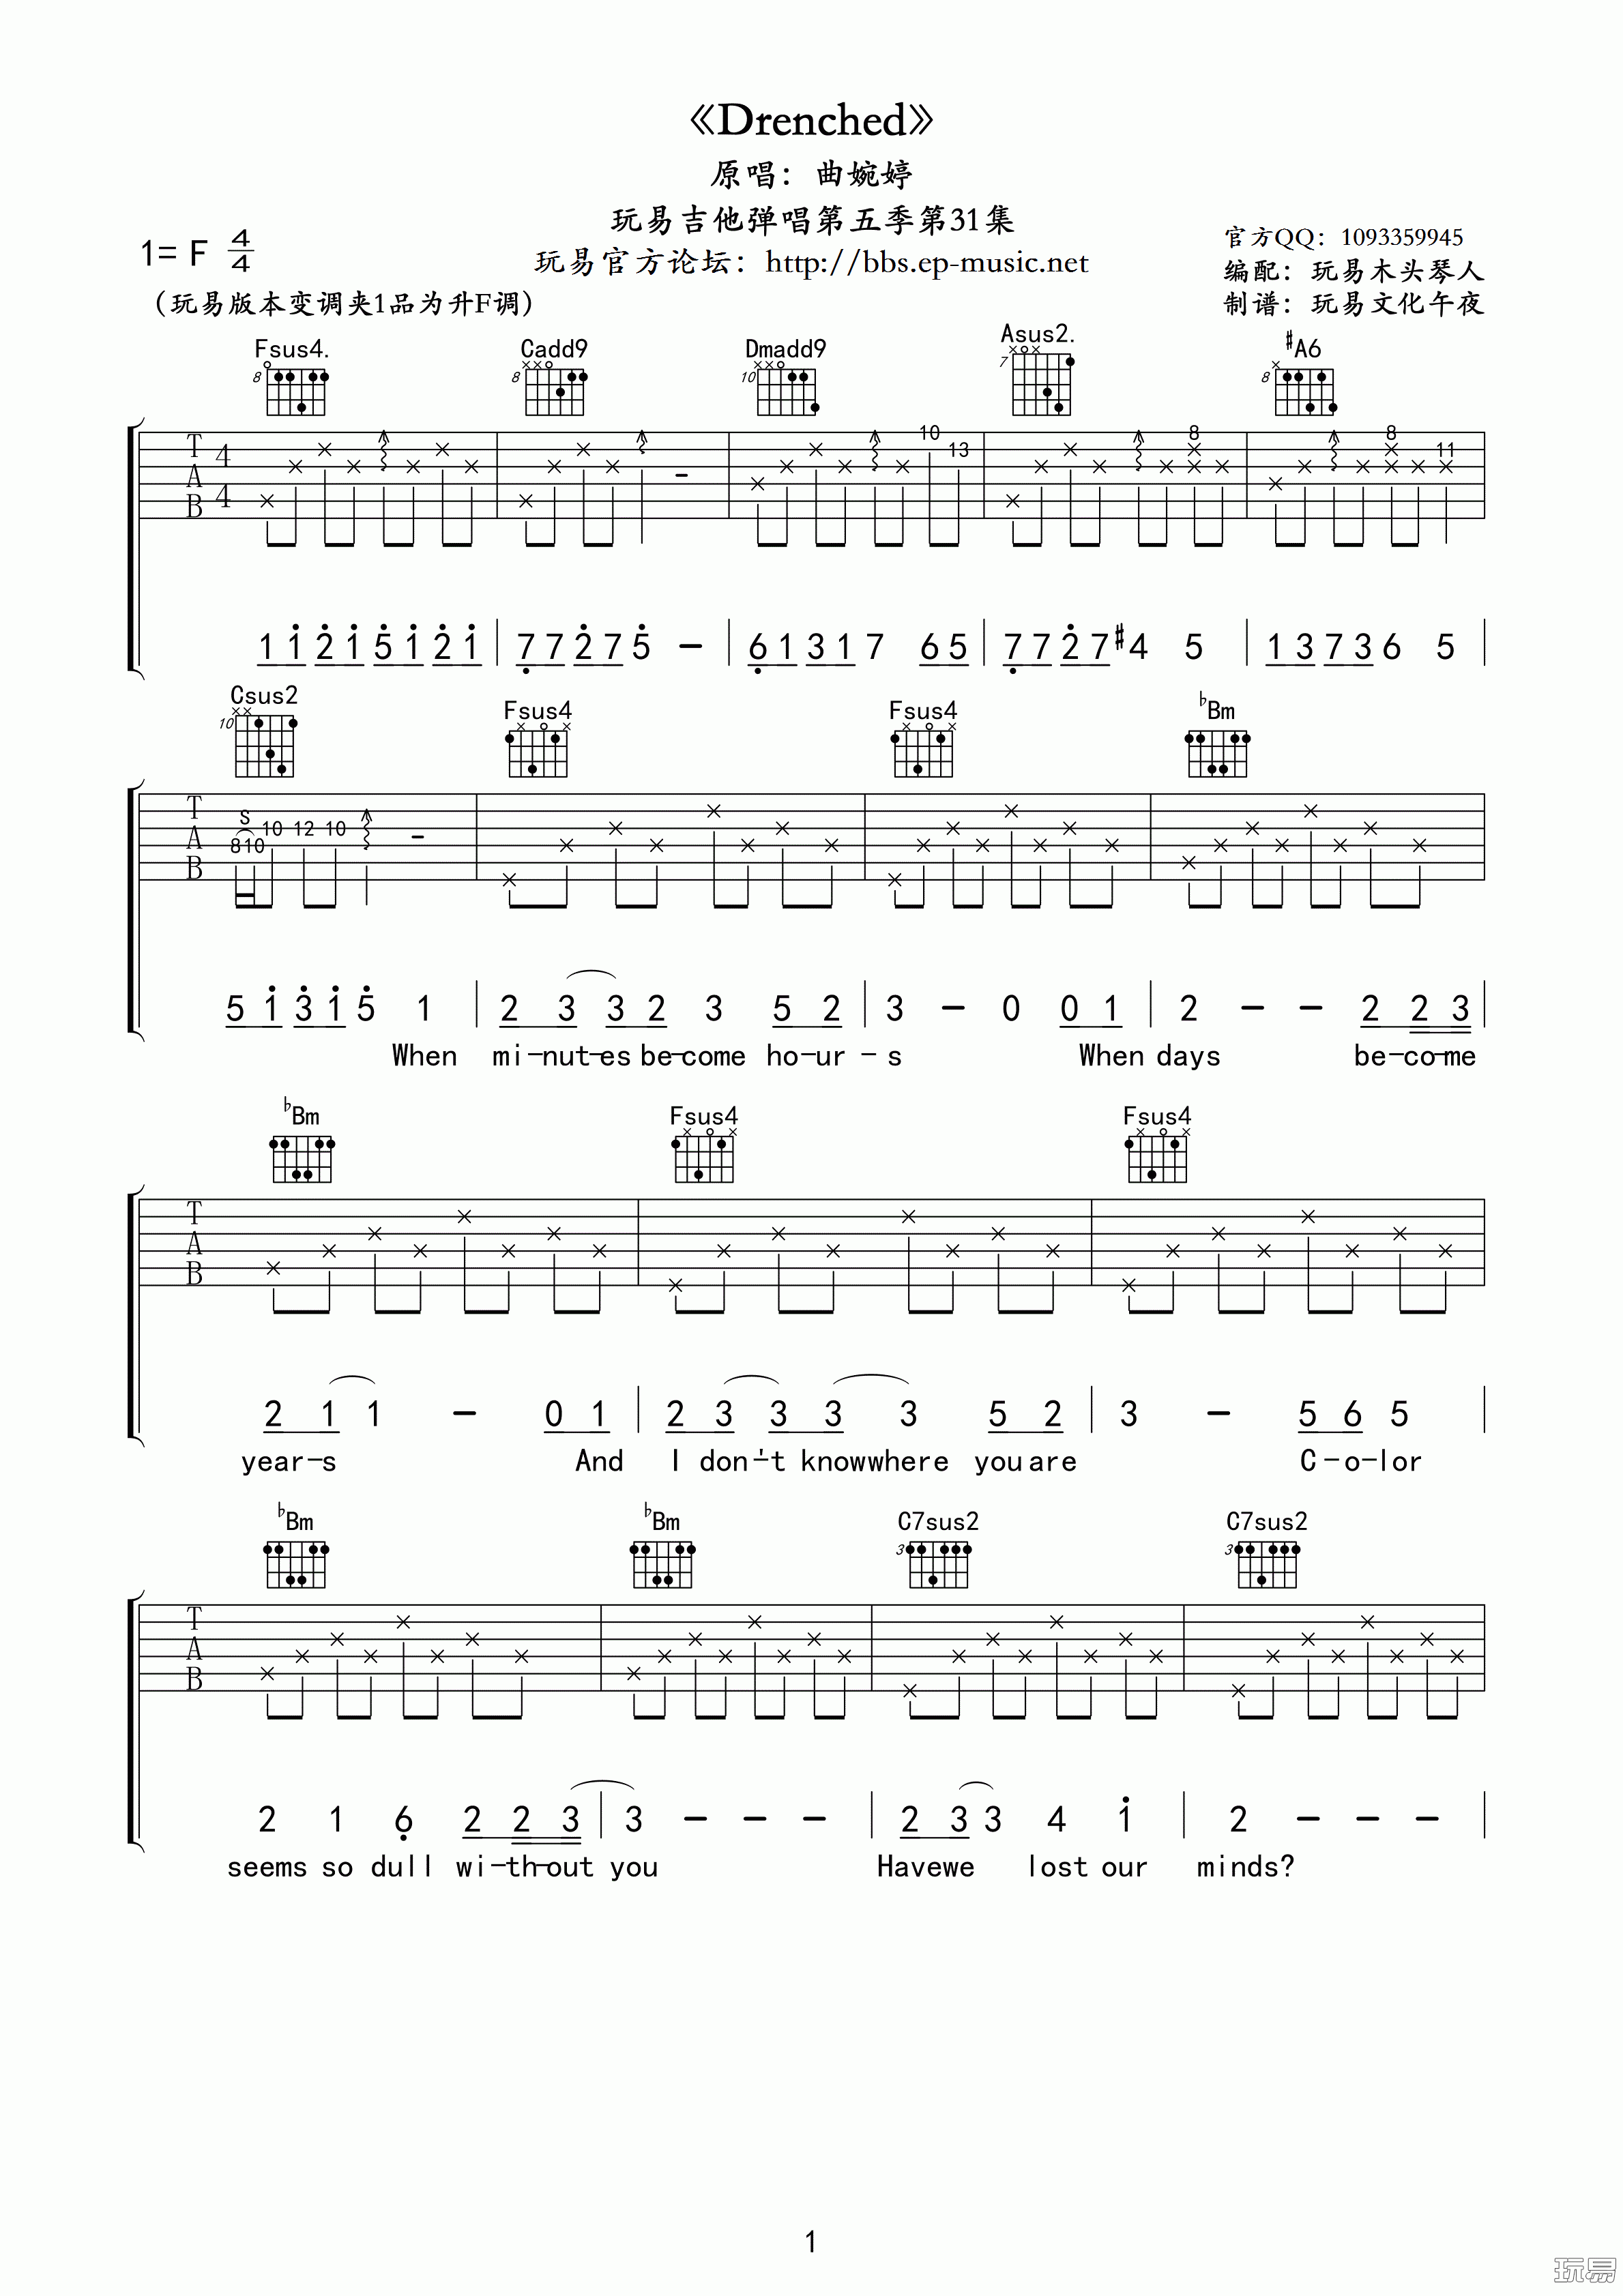 《Drenched》
原唱：曲婉婷
玩易吉他弹唱第五季第31集
1= F 4/4
玩易官方论坛：http://bbs.ep-music.net
官方QQ：1093359945
编配：玩易木头琴人
（玩易版本变调夹1品为升F调）
制谱：玩易文化午夜
Fsus4. Cadd9 Dmadd9 Asus2. #A6
8 8 10 7 8
T A B 4/4 10 13 8 8 11
1 1 2 1 5 1 2 1 | 7 7 2 7 5 - | 6 1 3 1 7 6 5 | 7 7 2 7 #4 5 | 1 3 7 3 6 5 |
Csus2 Fsus4 Fsus4 bBm
10
T A B S 8 10 10 12 10
5 1 3 1 5 1 | 2 3 3 2 3 5 2 | 3 - 0 0 1 | 2 - - 2 2 3 |
When mi-nut-es be-come ho-ur-s When days be-co-me
bBm Fsus4 Fsus4
T A B
2 1 1 - 0 1 | 2 3 3 3 3 5 2 | 3 - 5 6 5 |
year-s And I don-'t knowwhere you are C-o-lor
bBm bBm C7sus2 C7sus2
3 3
T A B
2 1 6 2 2 3 | 3 - - - | 2 3 3 4 1 | 2 - - - |
seems so dull wi-th-out you Havewe lost our minds?
1
玩易